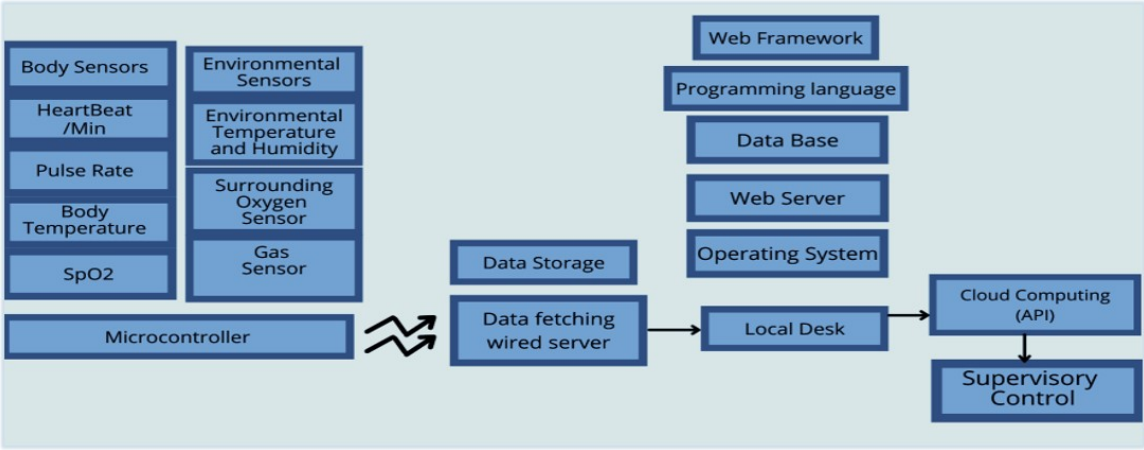 Body Sensors
HeartBeat
/Min
Pulse Rate
Body
Temperature
SpO2
Environmental
Sensors
Environmental
Temperature
and Humidity
Surrounding
Oxygen
Sensor
Gas
Sensor
Microcontroller
Data Storage
Data fetching
wired server
Web Framework
Programming language
Data Base
Web Server
Operating System
Local Desk
Cloud Computing
(API)
Supervisory
Control